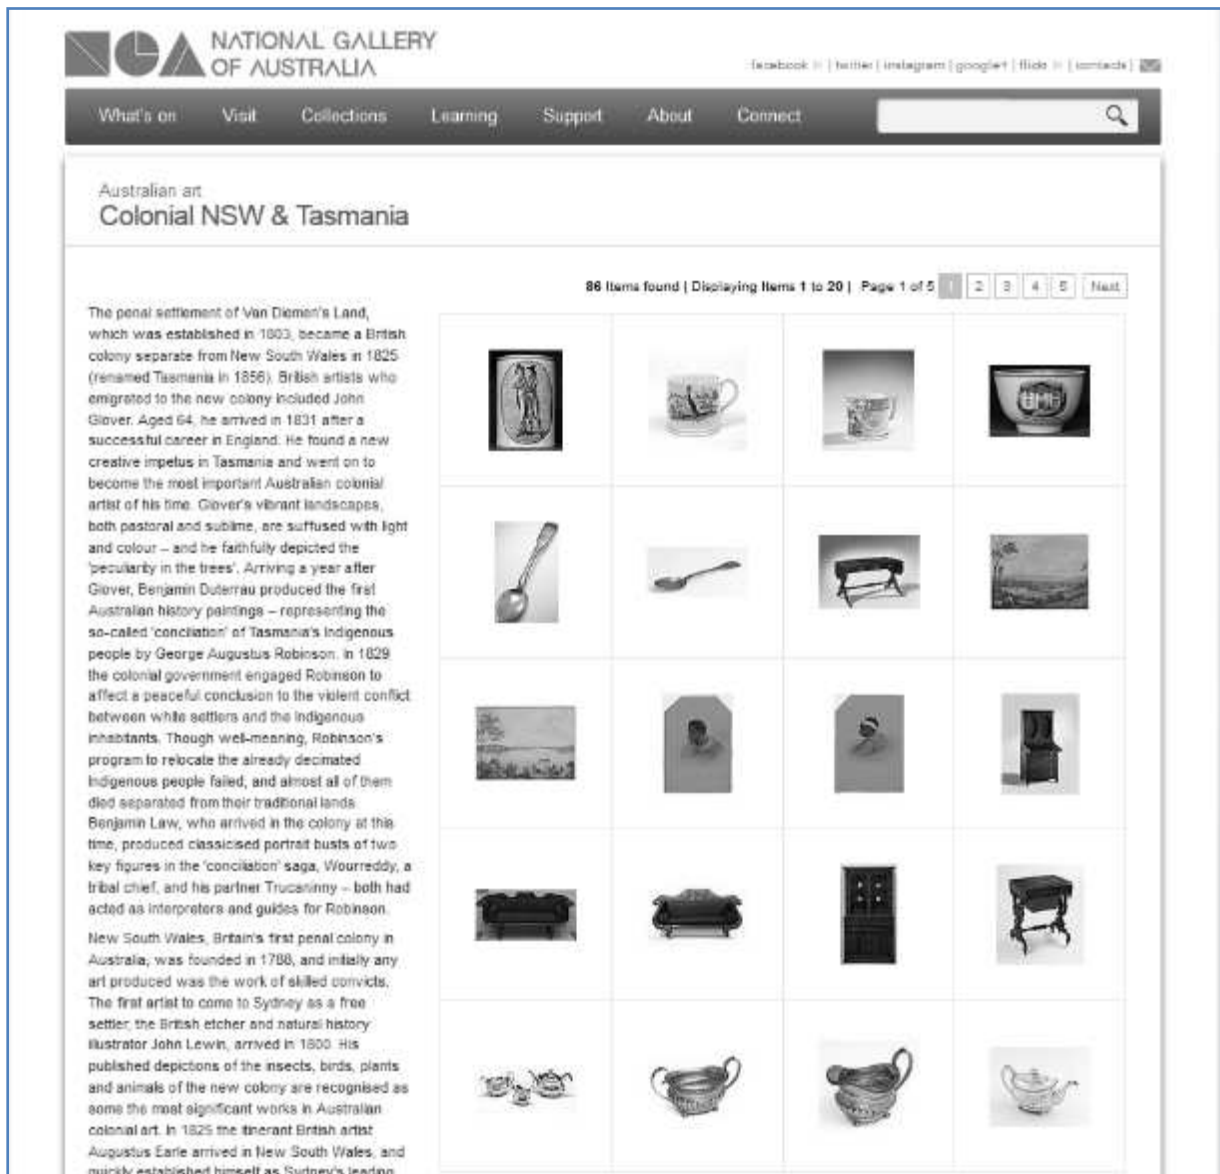 NATIONAL GALLERY
OF AUSTRALIA
facebook | twitter | instagram | google+ | flickr | contacts |
What's on Visit Collections Learning Support About Connect
Australian art
Colonial NSW & Tasmania
86 Items found | Displaying Items 1 to 20 | Page 1 of 5 1 2 3 4 5 Next
The penal settlement of Van Diemen's Land,
which was established in 1803, became a British
colony separate from New South Wales in 1825
(renamed Tasmania in 1856). British artists who
emigrated to the new colony included John
Glover. Aged 64, he arrived in 1831 after a
successful career in England. He found a new
creative impetus in Tasmania and went on to
become the most important Australian colonial
artist of his time. Glover's vibrant landscapes,
both pastoral and sublime, are suffused with light
and colour – and he faithfully depicted the
'peculiarity in the trees'. Arriving a year after
Glover, Benjamin Duterrau produced the first
Australian history paintings – representing the
so-called 'conciliation' of Tasmania's Indigenous
people by George Augustus Robinson. In 1829
the colonial government engaged Robinson to
affect a peaceful conclusion to the violent conflict
between white settlers and the Indigenous
inhabitants. Though well-meaning, Robinson's
program to relocate the already decimated
Indigenous people failed, and almost all of them
died separated from their traditional lands.
Benjamin Law, who arrived in the colony at this
time, produced classicised portrait busts of two
key figures in the 'conciliation' saga, Wourreddy, a
tribal chief, and his partner Trucaninny – both had
acted as interpreters and guides for Robinson.
New South Wales, Britain's first penal colony in
Australia, was founded in 1788, and initially any
art produced was the work of skilled convicts.
The first artist to come to Sydney as a free
settler, the British etcher and natural history
illustrator John Lewin, arrived in 1800. His
published depictions of the insects, birds, plants
and animals of the new colony are recognised as
some the most significant works in Australian
colonial art. In 1825 the itinerant British artist
Augustus Earle arrived in New South Wales, and
quickly established himself as Sydney's leading